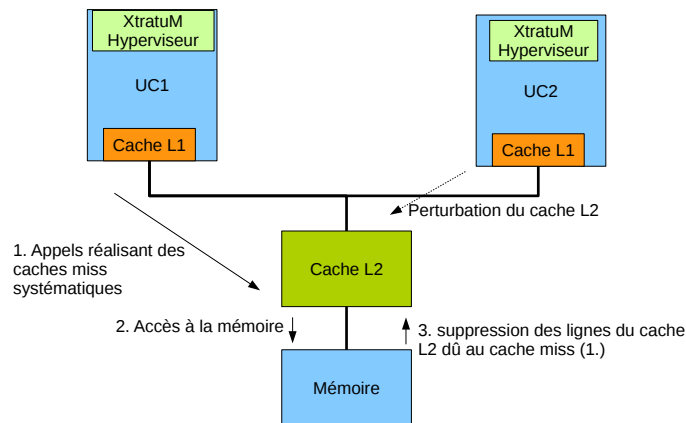 XtratuM
Hyperviseur
UC1
Cache L1
XtratuM
Hyperviseur
UC2
Cache L1
Perturbation du cache L2
1. Appels réalisant des
caches miss
systématiques
Cache L2
2. Accès à la mémoire
3. suppression des lignes du cache
L2 dû au cache miss (1.)
Mémoire